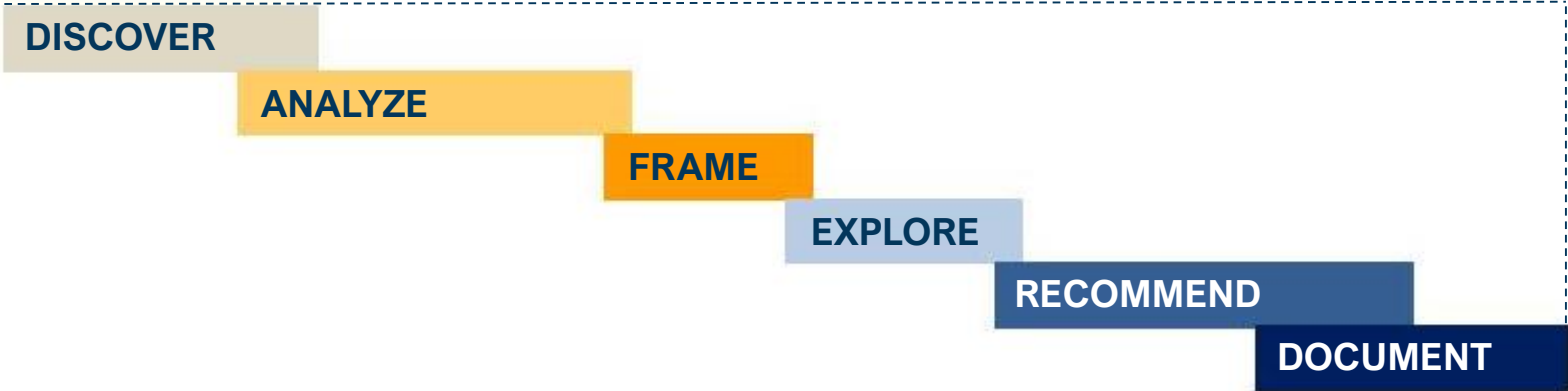 DISCOVER
ANALYZE
FRAME
EXPLORE
RECOMMEND
DOCUMENT